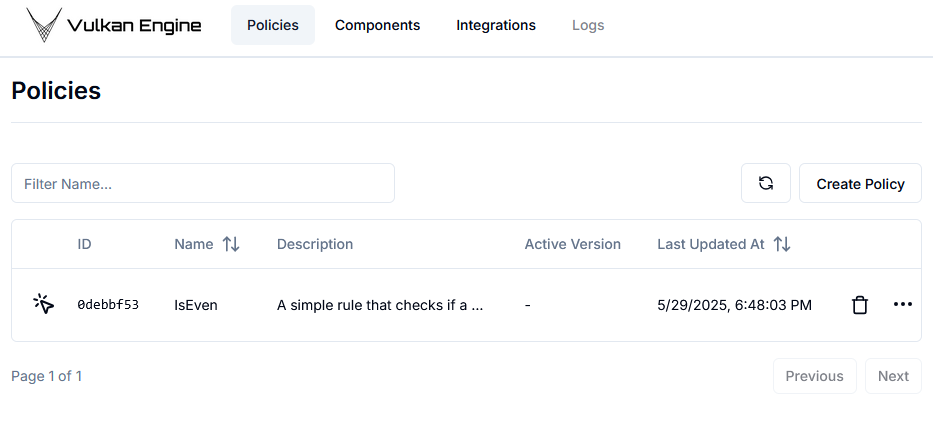 Vulkan Engine Policies Components Integrations Logs
Policies
Filter Name... Create Policy
ID Name Description Active Version Last Updated At
0debbf53 IsEven A simple rule that checks if a ... - 5/29/2025, 6:48:03 PM
Page 1 of 1 Previous Next